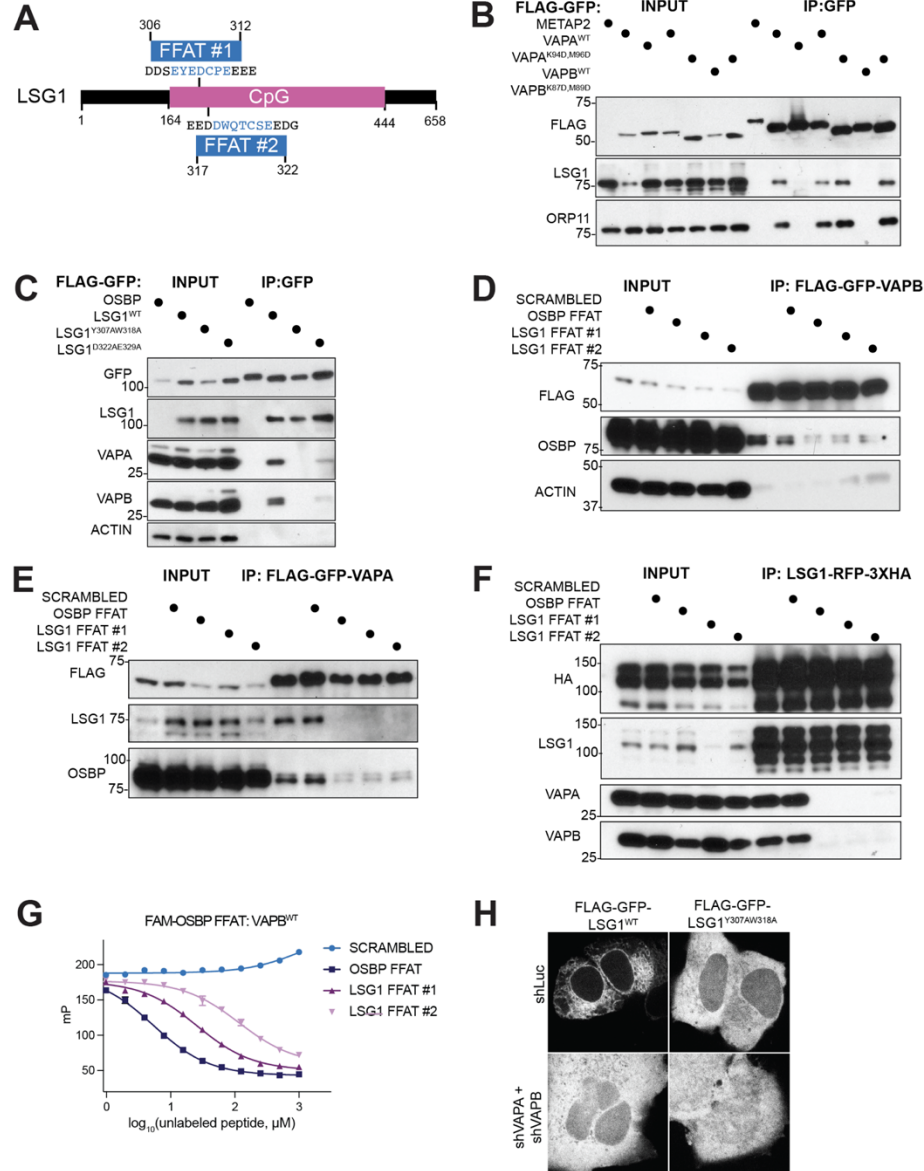 A
306 312
FFAT #1
DDSEYEDCPEEEE
LSG1
CpG
1 164 444 658
EEDDWQTCSEEDG
FFAT #2
317 322
B
FLAG-GFP: INPUT IP:GFP
METAP2
VAPA^WT
VAPA^K94D,M96D
VAPB^WT
VAPB^K87D,M89D
75
FLAG
50
LSG1
75
ORP11
75
C
FLAG-GFP: INPUT IP:GFP
OSBP
LSG1^WT
LSG1^Y307AW318A
LSG1^D322AE329A
GFP
100
LSG1
100
VAPA
25
VAPB
25
ACTIN
D
INPUT IP: FLAG-GFP-VAPB
SCRAMBLED
OSBP FFAT
LSG1 FFAT #1
LSG1 FFAT #2
75
FLAG
50
OSBP
75
50
ACTIN
37
E
INPUT IP: FLAG-GFP-VAPA
SCRAMBLED
OSBP FFAT
LSG1 FFAT #1
LSG1 FFAT #2
75
FLAG
LSG1 75
100
OSBP
75
F
INPUT IP: LSG1-RFP-3XHA
SCRAMBLED
OSBP FFAT
LSG1 FFAT #1
LSG1 FFAT #2
150
HA
100
150
LSG1
100
VAPA
25
VAPB
25
G
FAM-OSBP FFAT: VAPB^WT
SCRAMBLED
OSBP FFAT
LSG1 FFAT #1
LSG1 FFAT #2
200
150
100
50
mP
0 1 2 3
log10(unlabeled peptide, μM)
H
FLAG-GFP-
LSG1^WT
FLAG-GFP-
LSG1^Y307AW318A
shLuc
shVAPA +
shVAPB